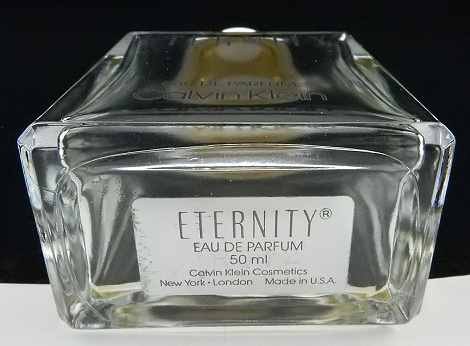 EAU DE PARFUM
Calvin Klein
ETERNITY®
EAU DE PARFUM
50 ml
Calvin Klein Cosmetics
New York • London Made in U.S.A.